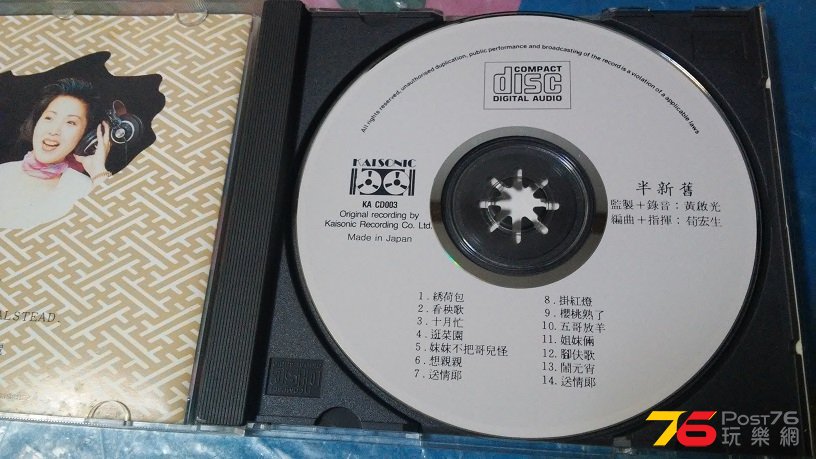 All rights reserved, unauthorised duplication, public performance and broadcasting of the record is a violation of a applicable laws
COMPACT
disc
DIGITAL AUDIO
KAISONIC
KA CD003
Original recording by
Kaisonic Recording Co. Ltd.
Made in Japan
半新舊
監製+錄音：黃啟光
編曲+指揮：荀宏生
1.綉荷包
2.看秧歌
3.十月忙
4.逛菜園
5.妹妹不把哥兒怪
6.想親親
7.送情郎
8.掛紅燈
9.櫻桃熟了
10.五哥放羊
11.姐妹倆
12.腳伕歌
13.鬧元宵
14.送情郎
ALSTEAD.
76 POST76
玩樂網